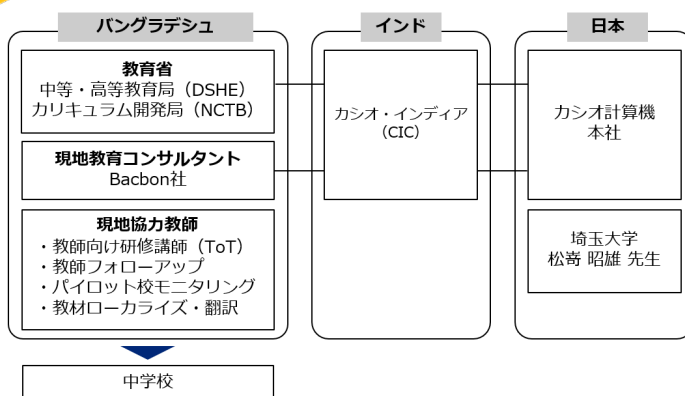 バングラデシュ
教育省
中等・高等教育局（DSHE）
カリキュラム開発局（NCTB）
現地教育コンサルタント
Bacbon社
現地協力教師
・教師向け研修講師（ToT）
・教師フォローアップ
・パイロット校モニタリング
・教材ローカライズ・翻訳
中学校
インド
カシオ・インディア
（CIC）
日本
カシオ計算機
本社
埼玉大学
松嵜 昭雄 先生